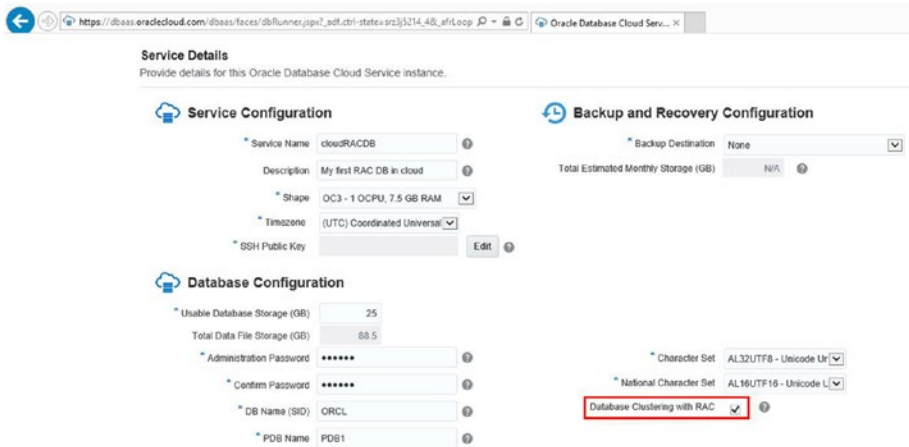 https://dbaas.oraclecloud.com/dbaas/faces/dbRunner.jspx?_adf.ctrl-state=srz3j5214_4&_afrLoop
Oracle Database Cloud Serv...
Service Details
Provide details for this Oracle Database Cloud Service instance.
Service Configuration
* Service Name cloudRACDB
Description My first RAC DB in cloud
* Shape OC3 - 1 OCPU, 7.5 GB RAM
* Timezone (UTC) Coordinated Universal
* SSH Public Key Edit
Backup and Recovery Configuration
* Backup Destination None
Total Estimated Monthly Storage (GB) N/A
Database Configuration
* Usable Database Storage (GB) 25
Total Data File Storage (GB) 88.5
* Administration Password ••••••
* Confirm Password ••••••
* DB Name (SID) ORCL
* PDB Name PDB1
* Character Set AL32UTF8 - Unicode Ur
* National Character Set AL16UTF16 - Unicode U
Database Clustering with RAC